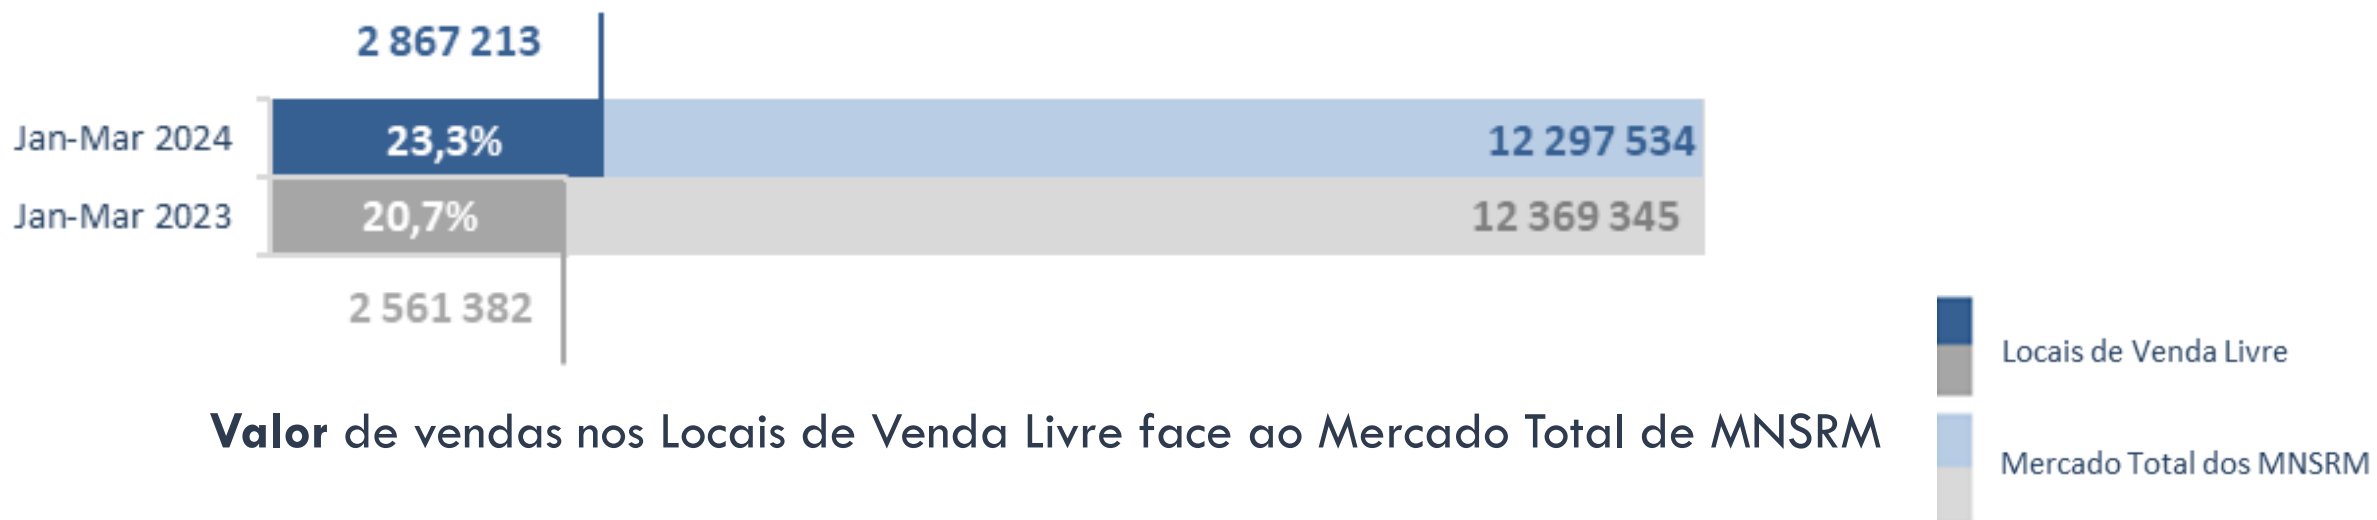 2 867 213
Jan-Mar 2024
23,3%
12 297 534
Jan-Mar 2023
20,7%
12 369 345
2 561 382
Locais de Venda Livre
Valor de vendas nos Locais de Venda Livre face ao Mercado Total de MNSRM
Mercado Total dos MNSRM